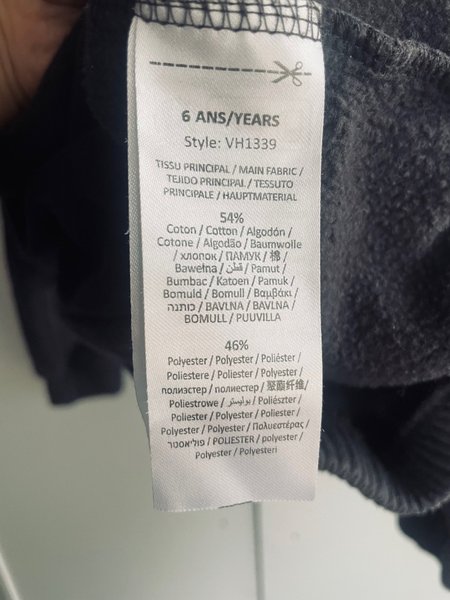 6 ANS/YEARS
Style: VH1339
TISSU PRINCIPAL / MAIN FABRIC /
TEJIDO PRINCIPAL / TESSUTO
PRINCIPALE / HAUPTMATERIAL
54%
Coton / Cotton / Algodón /
Cotone / Algodão / Baumwolle
/ хлопок / ПАМУК / 棉 /
Bawełna / قطن / Pamut /
Bumbac / Katoen / Pamuk /
Bomuld / Bomull / Βαμβάκι /
כותנה / BAVLNA / BAVLNA /
BOMULL / PUUVILLA
46%
Polyester / Polyester / Poliéster /
Poliestere / Poliester / Polyester /
полиэстер / полиестер / 聚酯纤维/
Poliestrowe / بوليستر / Poliészter /
Poliester / Polyester / Polyester /
Polyester / Polyester / Πολυεστέρας /
פוליאסטר / POLIESTER / polyester /
Polyester / Polyesteri